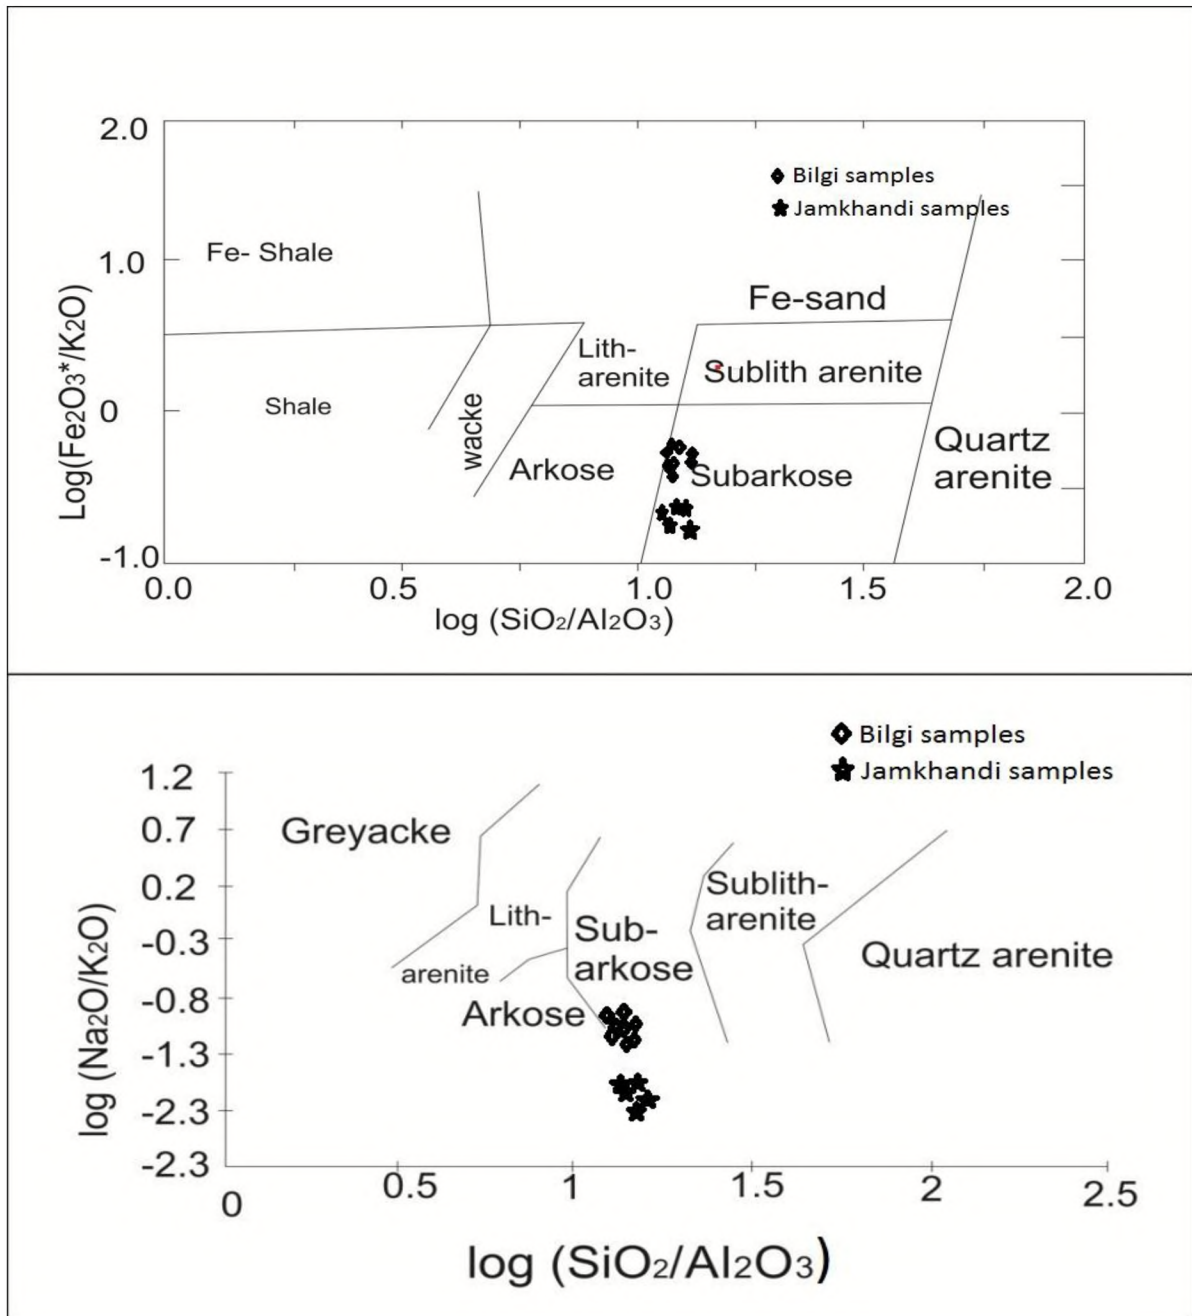 2.0
Bilgi samples
Jamkhandi samples
1.0
Fe- Shale
Fe-sand
Lith-
arenite
Sublith arenite
Shale
0
wacke
Arkose
Subarkose
Quartz
arenite
-1.0
Log(Fe2O3*/K2O)
0.0 0.5 1.0 1.5 2.0
log (SiO2/Al2O3)
Bilgi samples
Jamkhandi samples
1.2
0.7
0.2
-0.3
-0.8
-1.3
-2.3
-2.3
log (Na2O/K2O)
Greyacke
Lith-
arenite
Arkose
Sub-
arkose
Sublith-
arenite
Quartz arenite
0 0.5 1 1.5 2 2.5
log (SiO2/Al2O3)